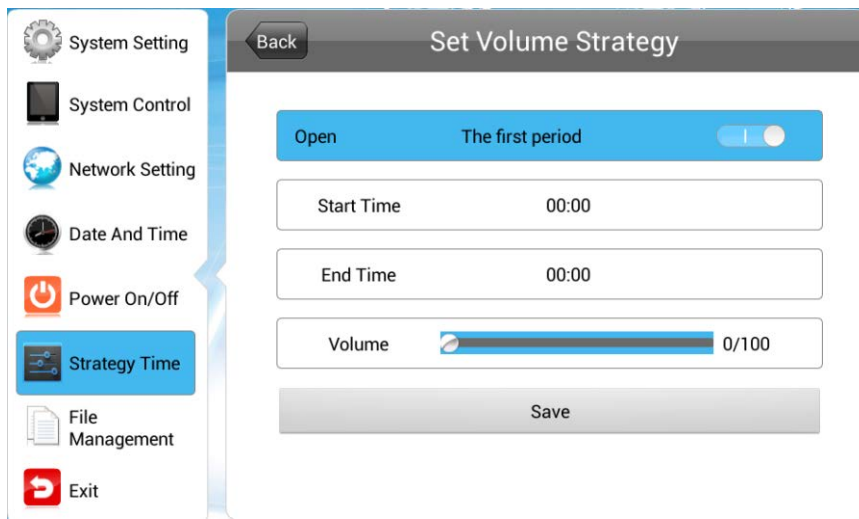 System Setting
System Control
Network Setting
Date And Time
Power On/Off
Strategy Time
File
Management
Exit
Back
Set Volume Strategy
Open The first period
Start Time 00:00
End Time 00:00
Volume 0/100
Save